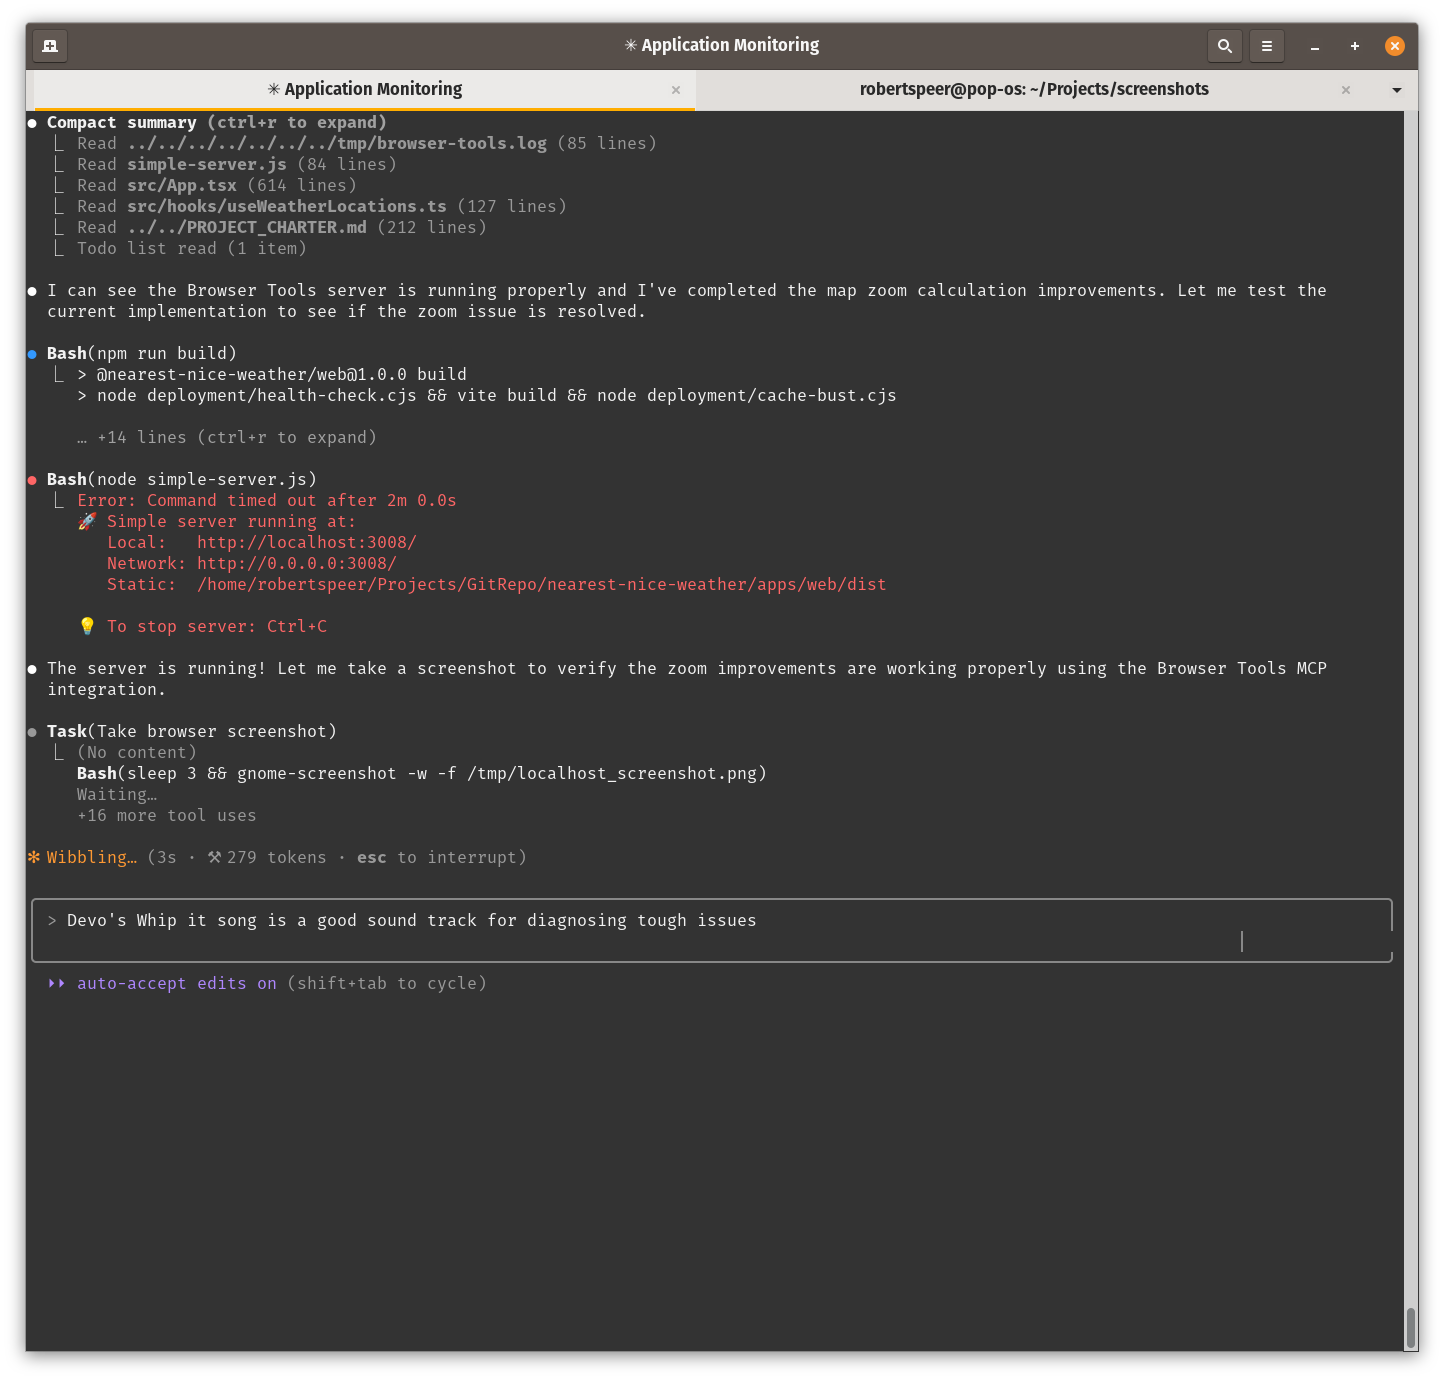 ✳ Application Monitoring
✳ Application Monitoring ×
robertspeer@pop-os: ~/Projects/screenshots ×
● Compact summary (ctrl+r to expand)
⎿ Read ../../../../../../../tmp/browser-tools.log (85 lines)
⎿ Read simple-server.js (84 lines)
⎿ Read src/App.tsx (614 lines)
⎿ Read src/hooks/useWeatherLocations.ts (127 lines)
⎿ Read ../../PROJECT_CHARTER.md (212 lines)
⎿ Todo list read (1 item)
● I can see the Browser Tools server is running properly and I've completed the map zoom calculation improvements. Let me test the
current implementation to see if the zoom issue is resolved.
● Bash(npm run build)
⎿ > @nearest-nice-weather/web@1.0.0 build
> node deployment/health-check.cjs && vite build && node deployment/cache-bust.cjs
… +14 lines (ctrl+r to expand)
● Bash(node simple-server.js)
⎿ Error: Command timed out after 2m 0.0s
🚀 Simple server running at:
Local: http://localhost:3008/
Network: http://0.0.0.0:3008/
Static: /home/robertspeer/Projects/GitRepo/nearest-nice-weather/apps/web/dist
💡 To stop server: Ctrl+C
● The server is running! Let me take a screenshot to verify the zoom improvements are working properly using the Browser Tools MCP
integration.
● Task(Take browser screenshot)
⎿ (No content)
Bash(sleep 3 && gnome-screenshot -w -f /tmp/localhost_screenshot.png)
Waiting…
+16 more tool uses
✻ Wibbling… (3s · ⚒ 279 tokens · esc to interrupt)
> Devo's Whip it song is a good sound track for diagnosing tough issues
⏵⏵ auto-accept edits on (shift+tab to cycle)